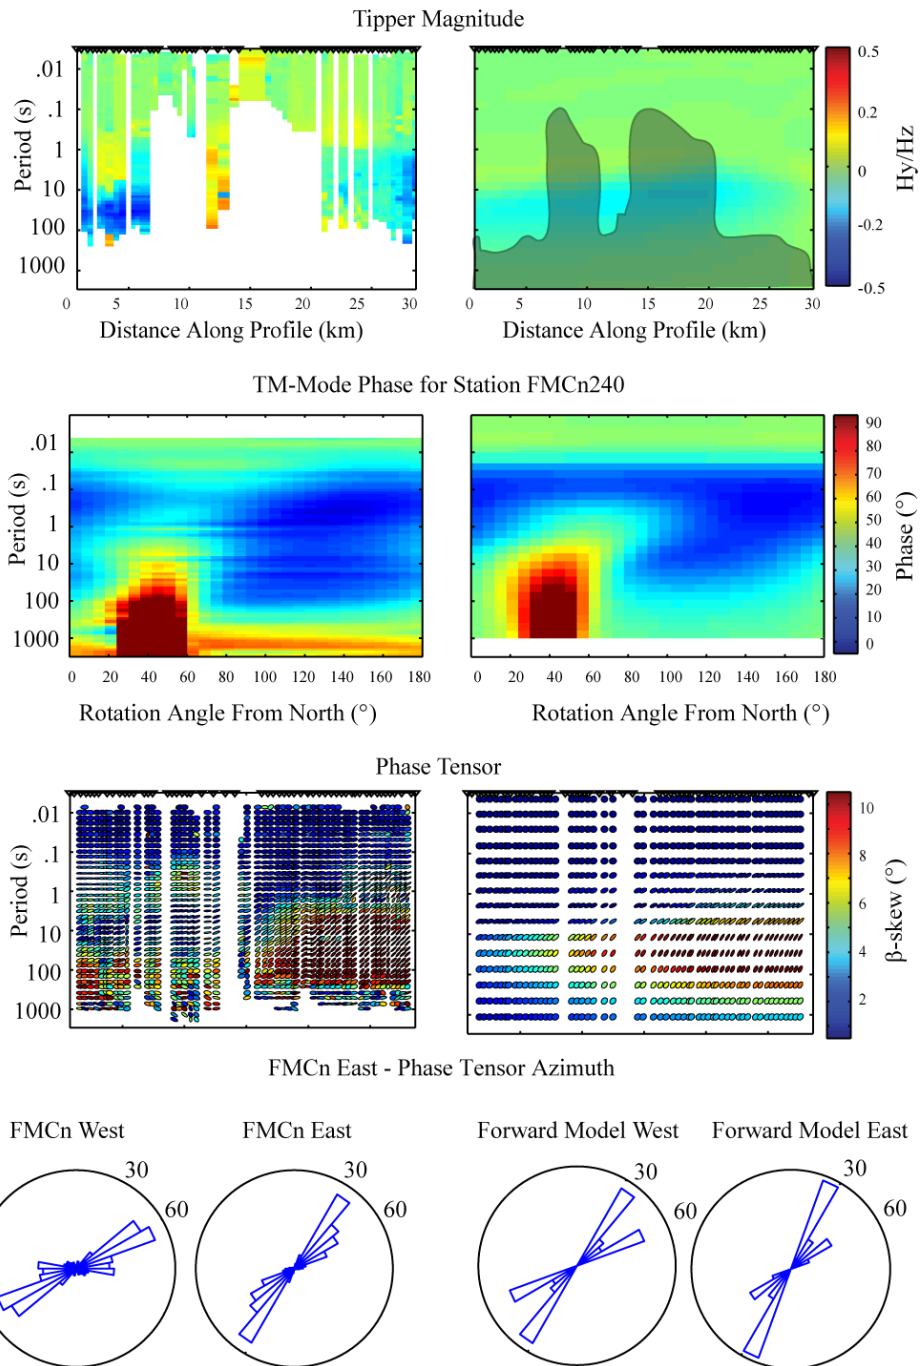 Tipper Magnitude
.01
.1
1
10
100
1000
Period (s)
0 5 10 15 20 25 30
Distance Along Profile (km)
0 5 10 15 20 25 30
Distance Along Profile (km)
0.5
0.2
0
-0.2
-0.5
Hy/Hz
TM-Mode Phase for Station FMCn240
.01
.1
1
10
100
1000
Period (s)
0 20 40 60 80 100 120 140 160 180
Rotation Angle From North (°)
0 20 40 60 80 100 120 140 160 180
Rotation Angle From North (°)
90
80
70
60
50
40
30
20
10
0
Phase (°)
Phase Tensor
.01
.1
1
10
100
1000
Period (s)
10
8
6
4
2
β-skew (°)
FMCn East - Phase Tensor Azimuth
FMCn West
30
60
FMCn East
30
60
Forward Model West
30
60
Forward Model East
30
60